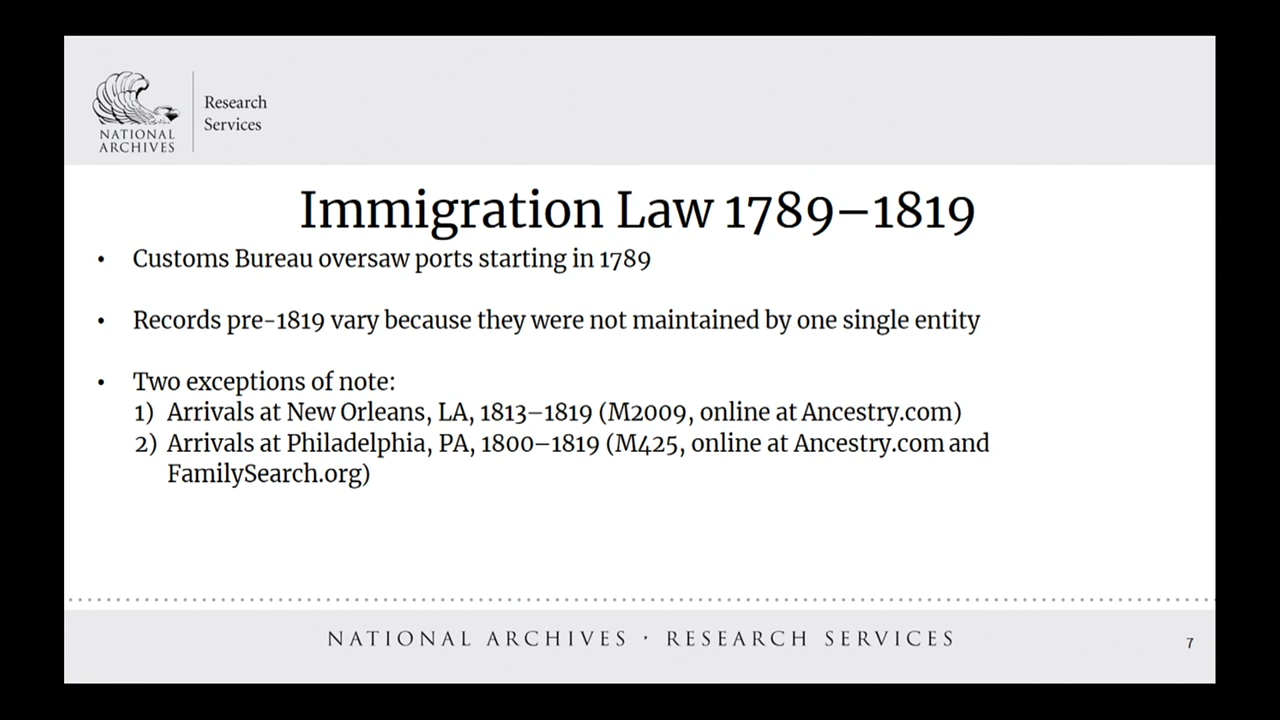 NATIONAL
ARCHIVES
Research
Services
Immigration Law 1789–1819
• Customs Bureau oversaw ports starting in 1789
• Records pre-1819 vary because they were not maintained by one single entity
• Two exceptions of note:
1) Arrivals at New Orleans, LA, 1813–1819 (M2009, online at Ancestry.com)
2) Arrivals at Philadelphia, PA, 1800–1819 (M425, online at Ancestry.com and
FamilySearch.org)
NATIONAL ARCHIVES · RESEARCH SERVICES
7